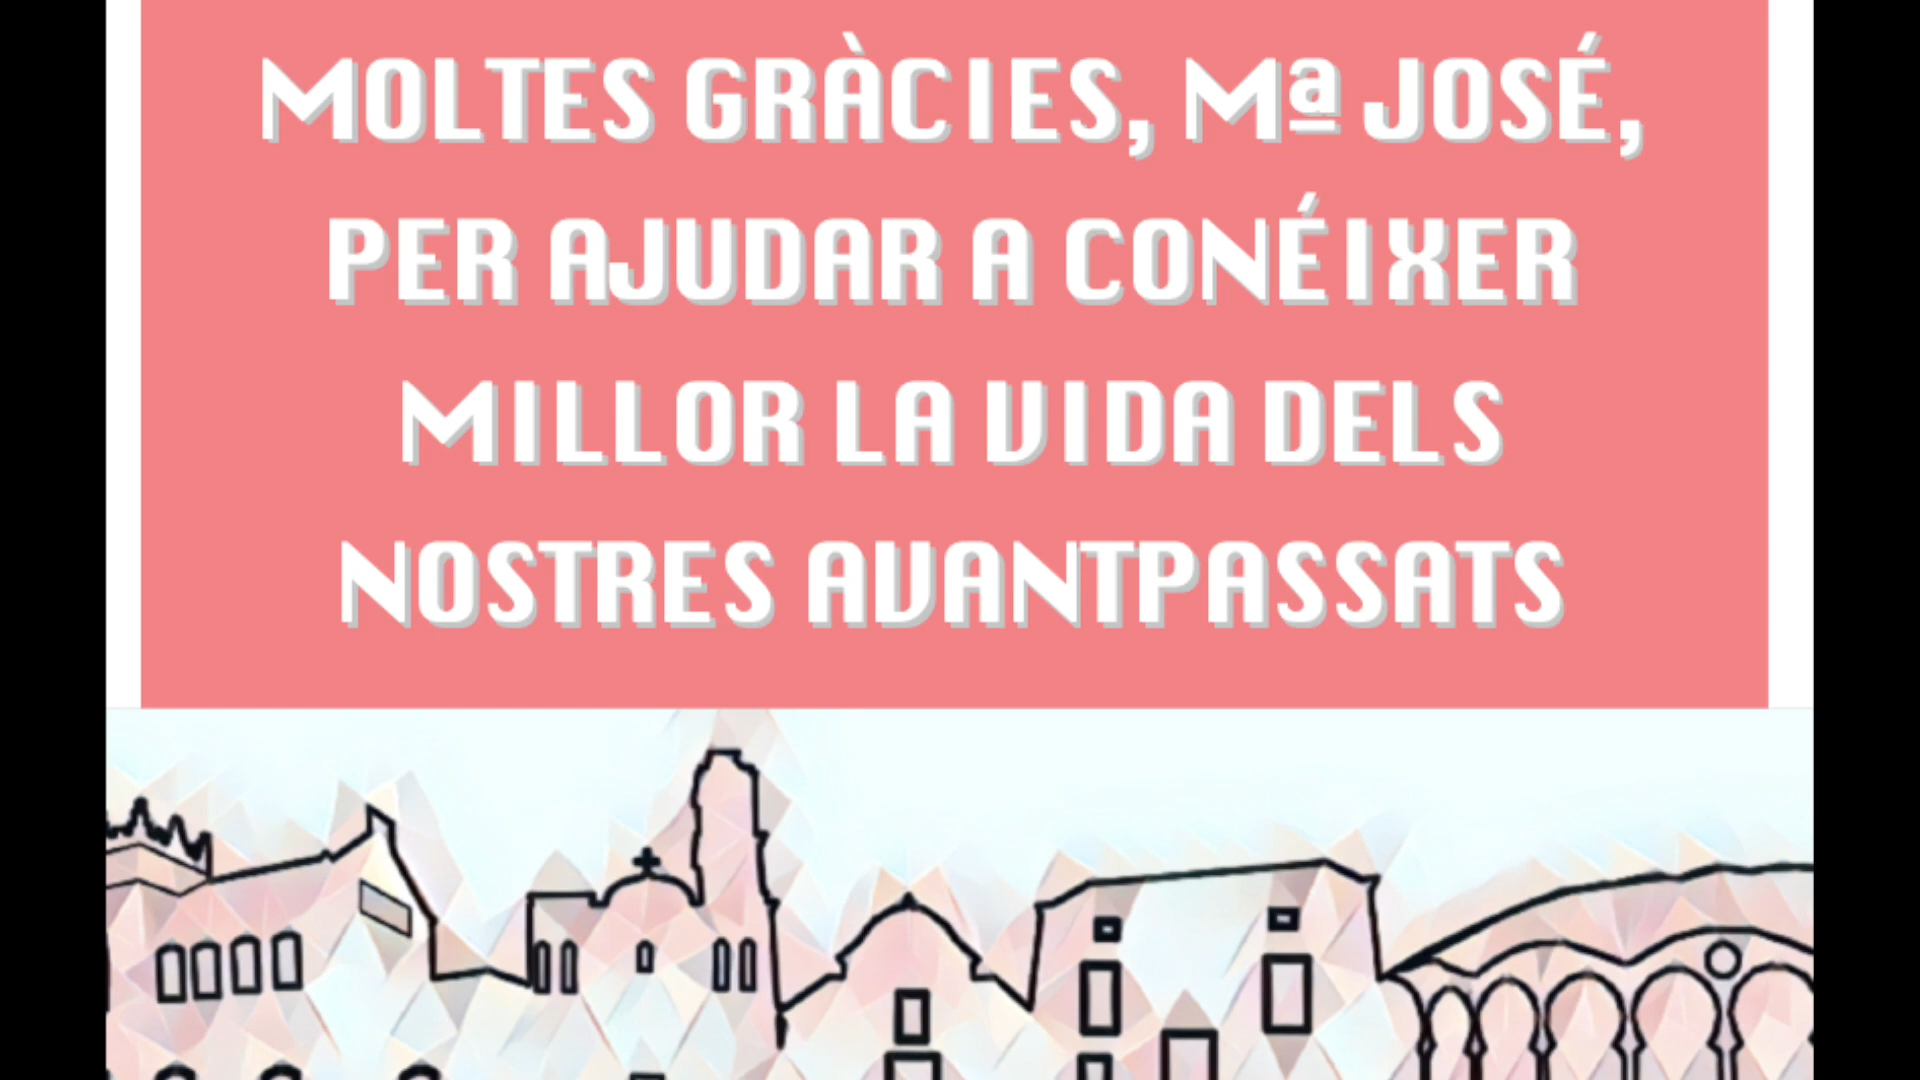 MOLTES GRÀCIES, Mª JOSÉ,
PER AJUDAR A CONÉIXER
MILLOR LA VIDA DELS
NOSTRES AVANTPASSATS